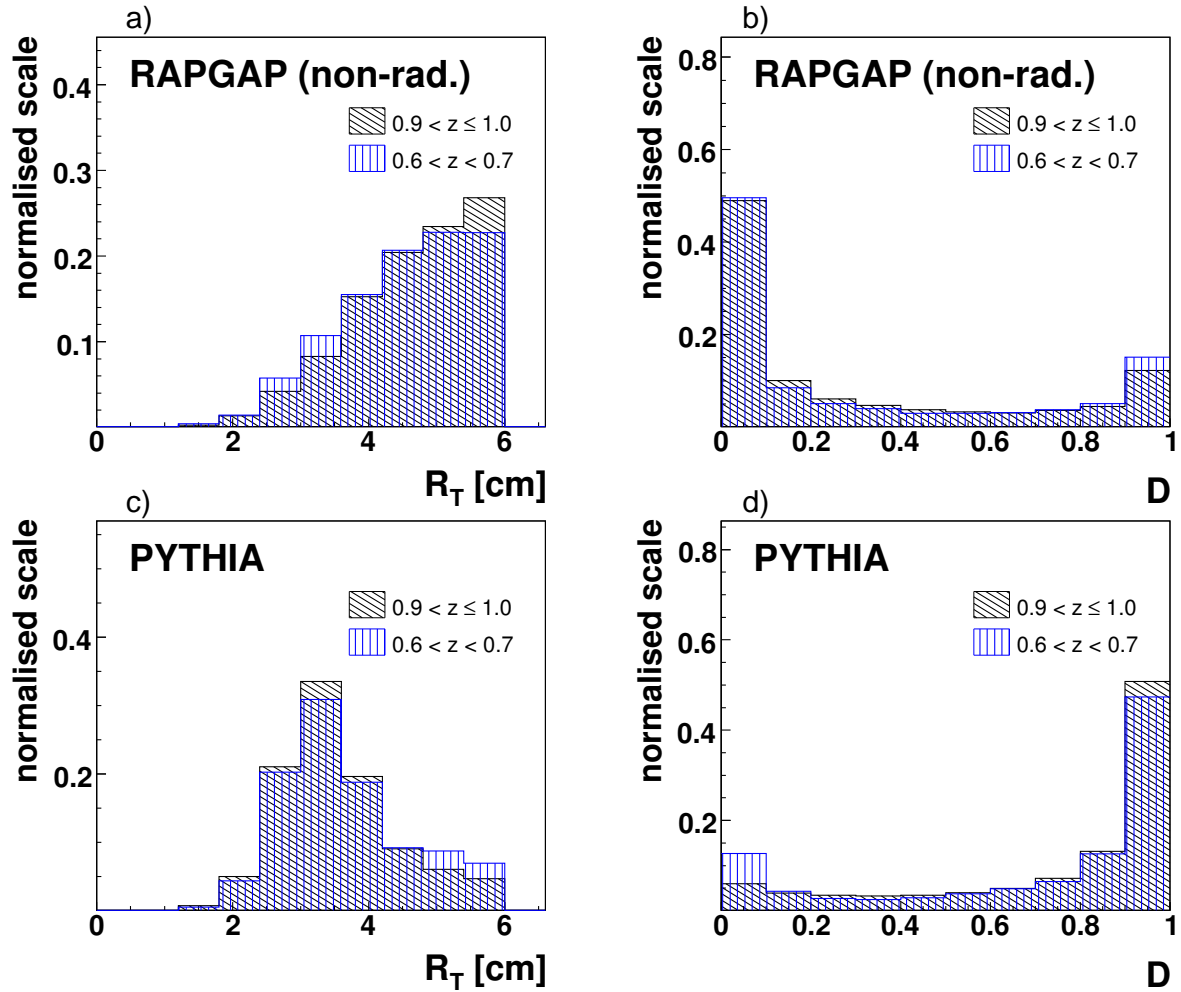 a)
normalised scale
RAPGAP (non-rad.)
0.9 < z ≤ 1.0
0.6 < z < 0.7
0.4
0.3
0.2
0.1
0 2 4 6
R_T [cm]
b)
normalised scale
RAPGAP (non-rad.)
0.9 < z ≤ 1.0
0.6 < z < 0.7
0.8
0.6
0.4
0.2
0 0.2 0.4 0.6 0.8 1
D
c)
normalised scale
PYTHIA
0.9 < z ≤ 1.0
0.6 < z < 0.7
0.4
0.2
0 2 4 6
R_T [cm]
d)
normalised scale
PYTHIA
0.9 < z ≤ 1.0
0.6 < z < 0.7
0.8
0.6
0.4
0.2
0 0.2 0.4 0.6 0.8 1
D